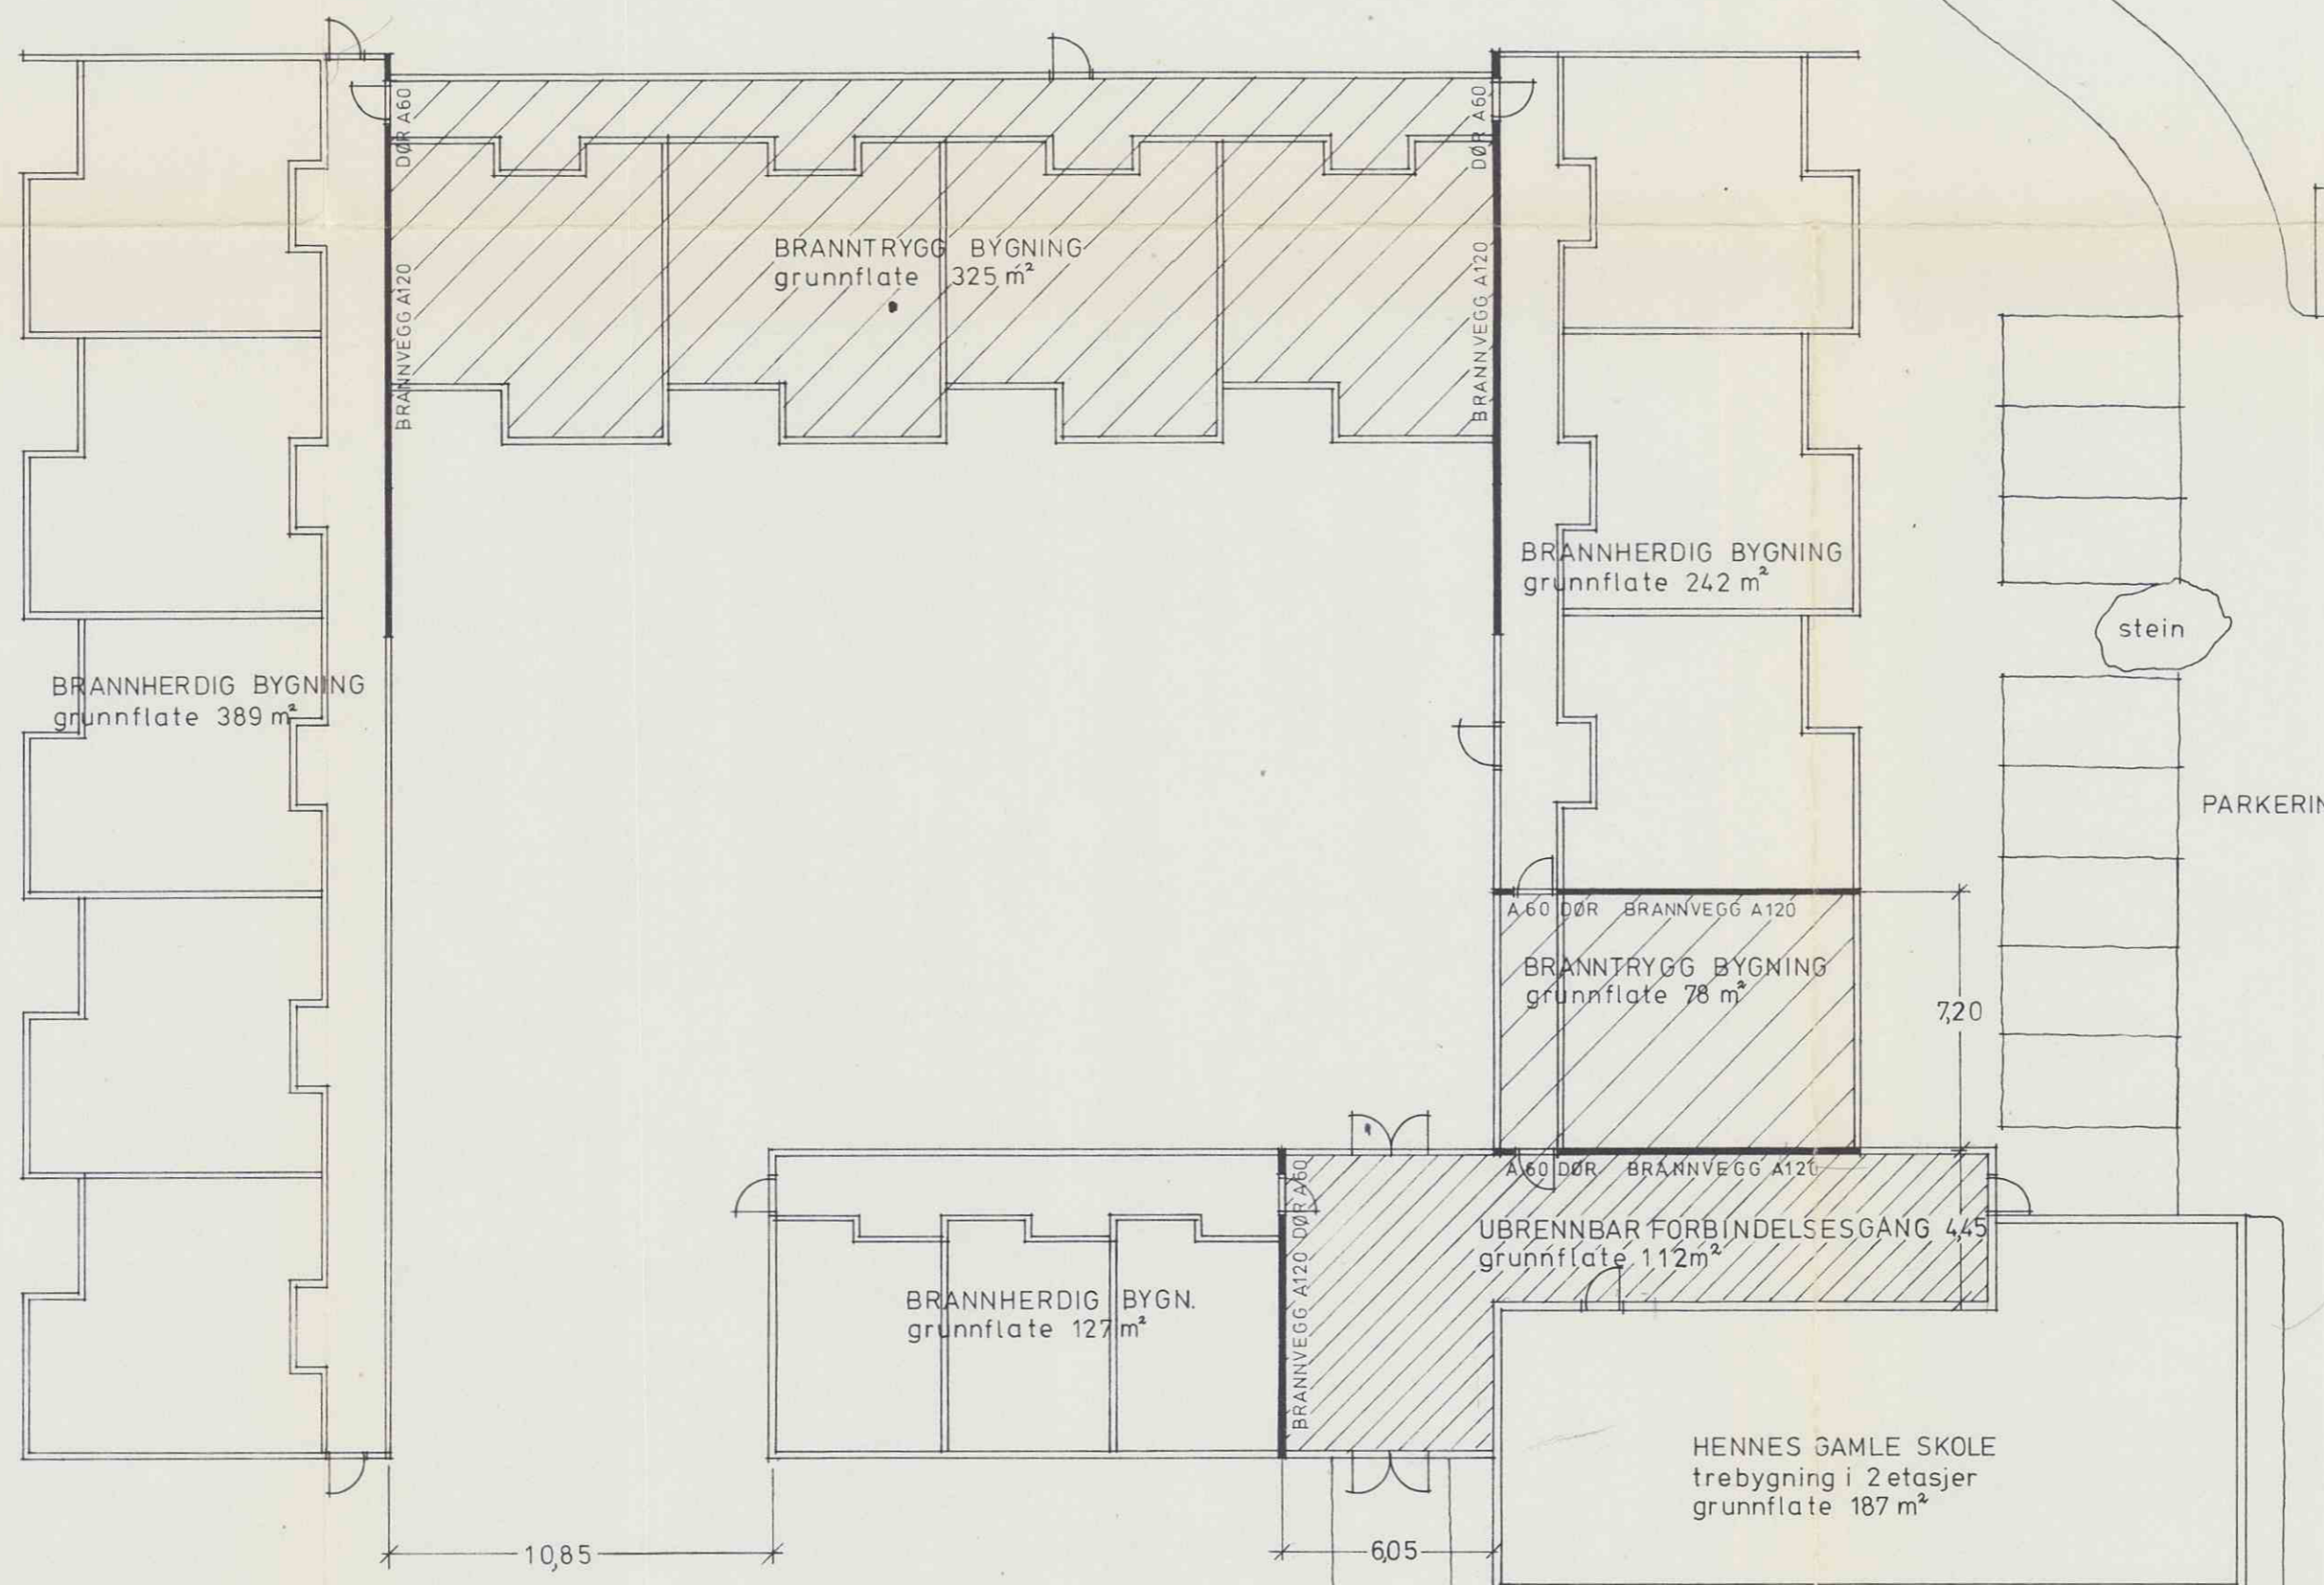 DØR A60
DØR A60
BRANNTRYGG BYGNING
grunnflate 325 m²
BRANNVEGG A120
BRANNVEGG A120
BRANNHERDIG BYGNING
grunnflate 242 m²
stein
BRANNHERDIG BYGNING
grunnflate 389 m²
A 60 DØR BRANNVEGG A120
BRANNTRYGG BYGNING
grunnflate 78 m²
7,20
A 60 DØR BRANNVEGG A120
BRANNVEGG A120 DØR A60
UBRENNBAR FORBINDELSESGANG 4,45
grunnflate 112m²
BRANNHERDIG BYGN.
grunnflate 127 m²
HENNES GAMLE SKOLE
trebygning i 2 etasjer
grunnflate 187 m²
10,85
6,05